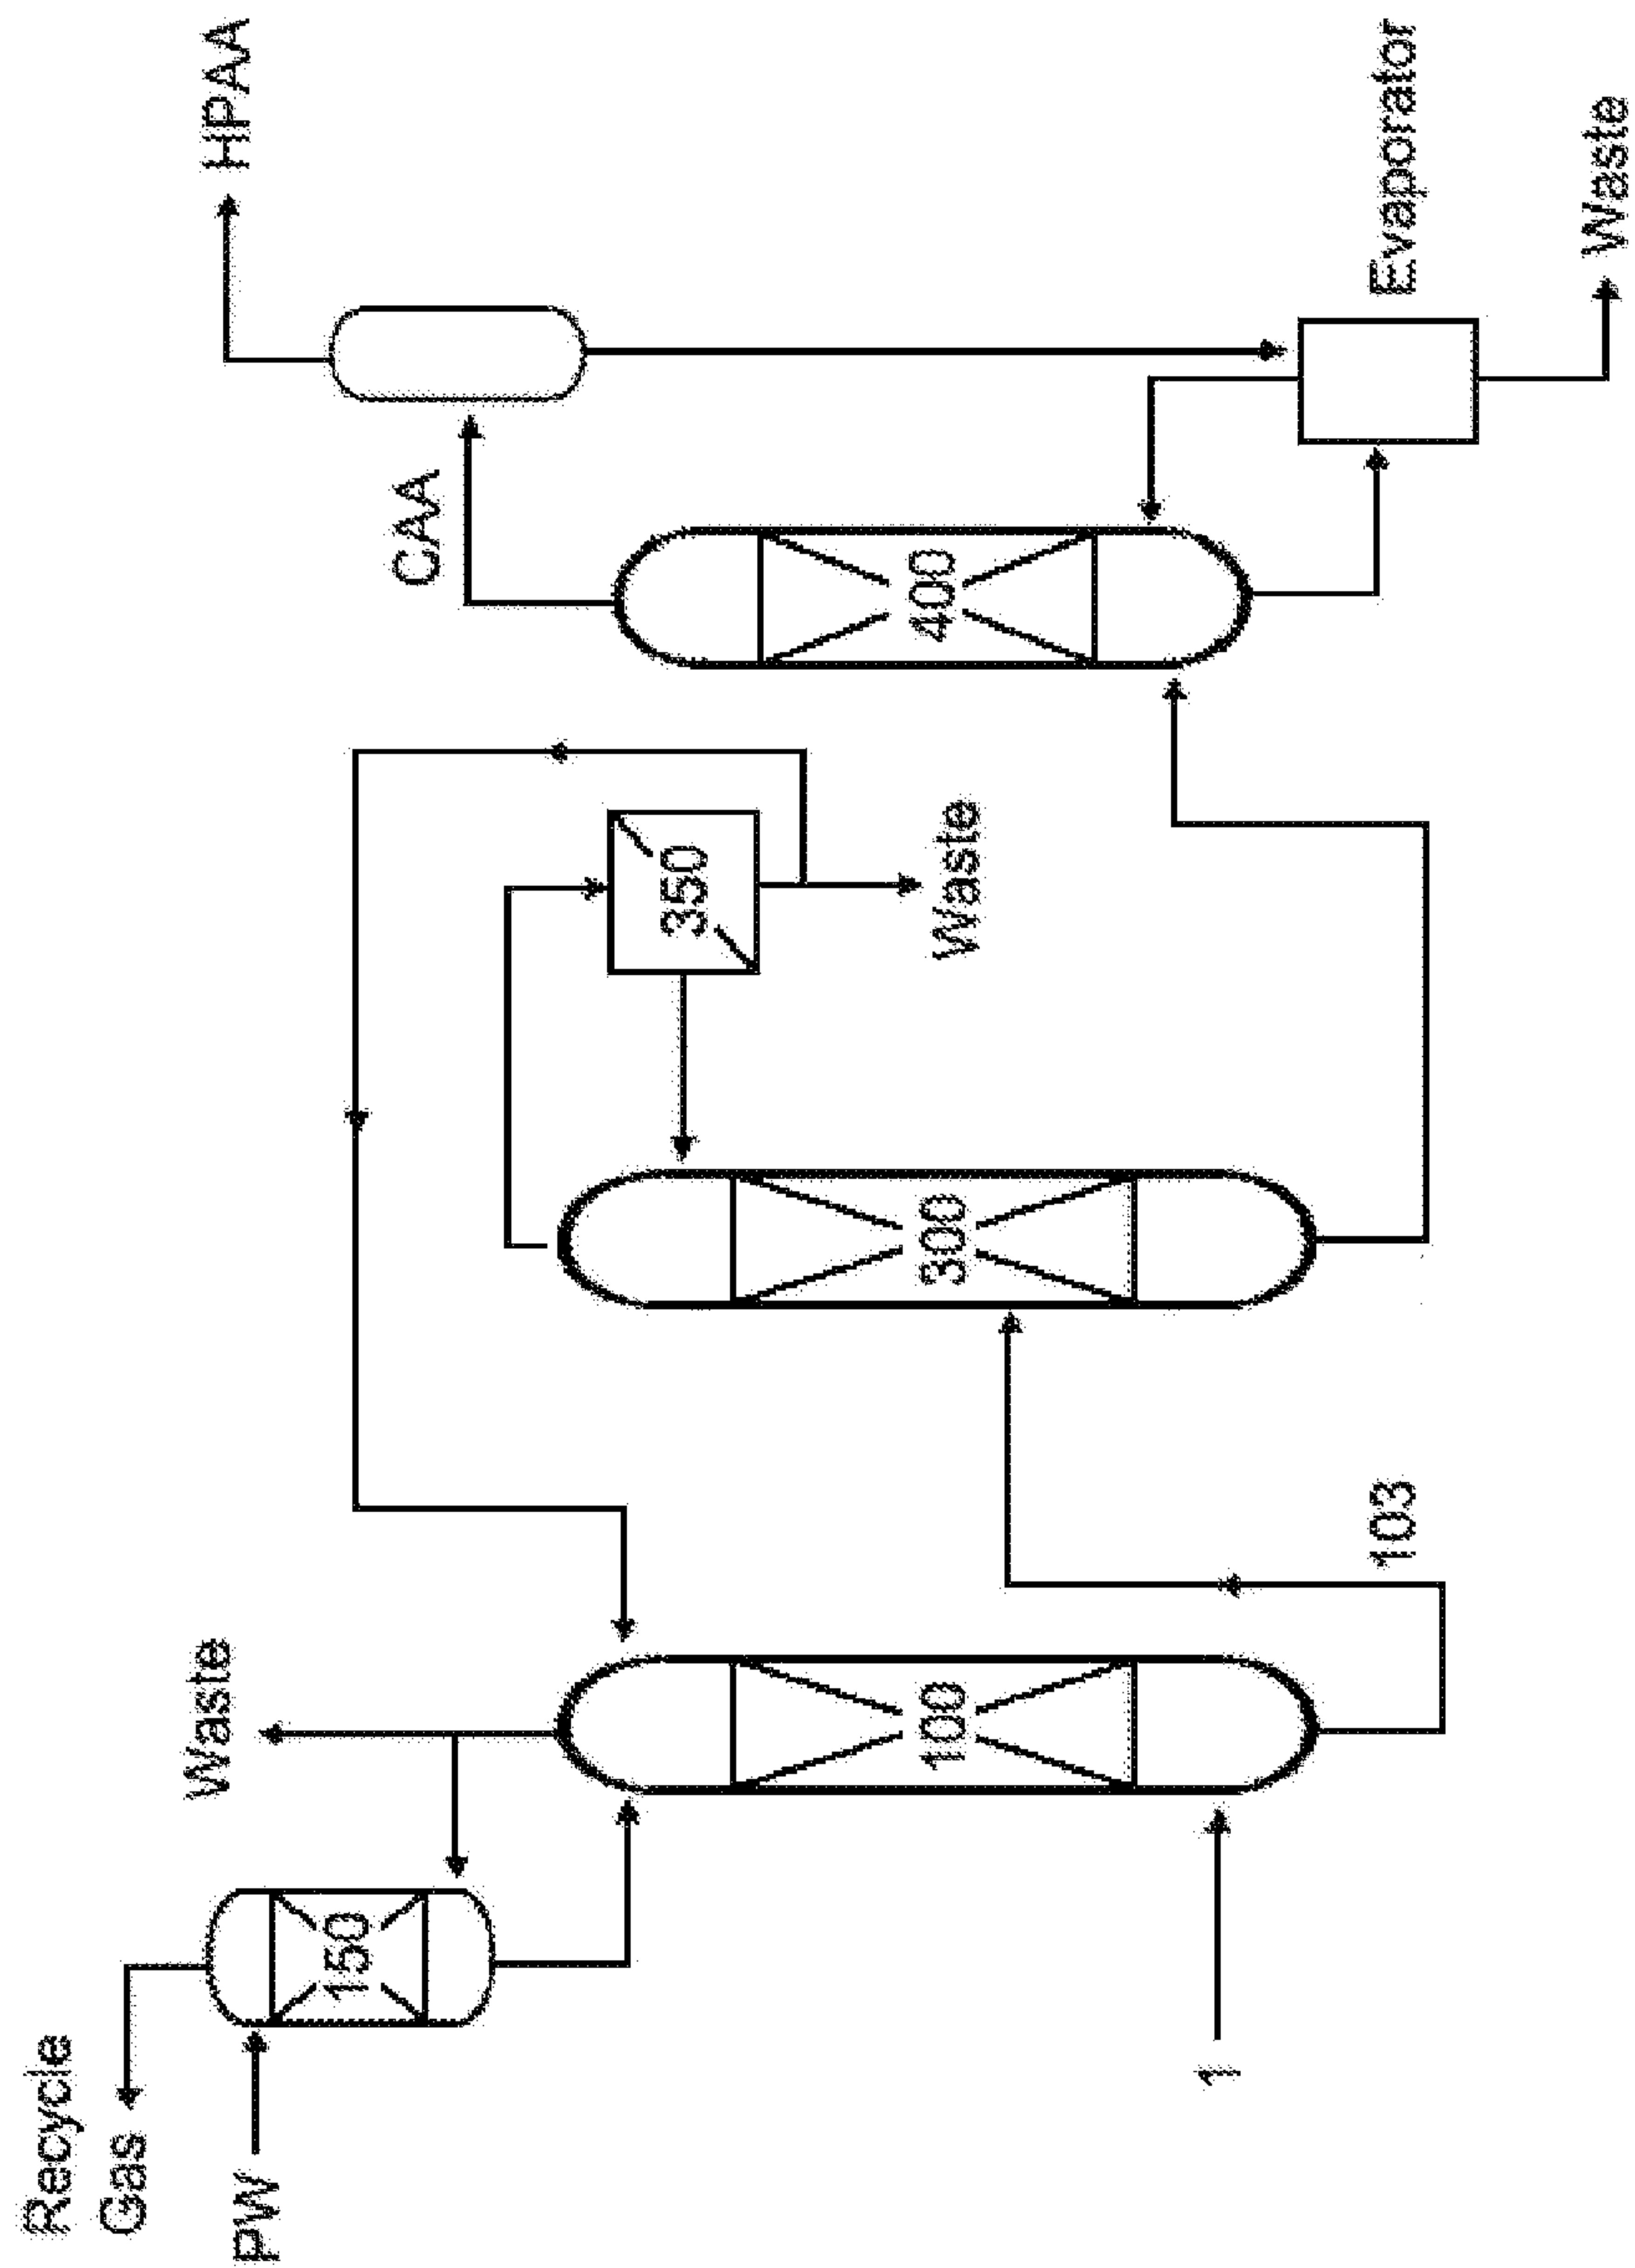 Recycle
Gas
PW
150
Waste
1
100
103
300
350
Waste
CAA
400
HPAA
Evaporator
Waste